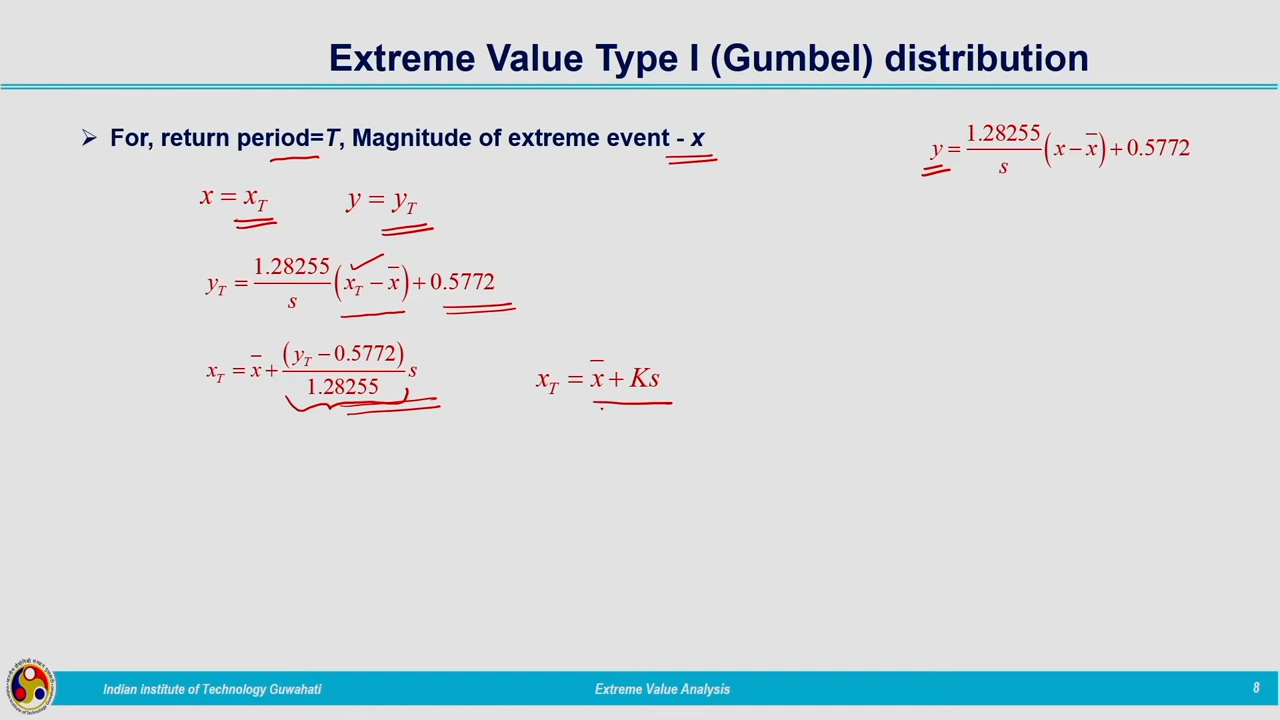 Extreme Value Type I (Gumbel) distribution
➢ For, return period=T, Magnitude of extreme event - x
y = 1.28255/s (x − x̄) + 0.5772
x = x_T    y = y_T
y_T = 1.28255/s (x_T − x̄) + 0.5772
x_T = x̄ + (y_T − 0.5772)/1.28255 s    x_T = x̄ + Ks
Indian institute of Technology Guwahati    Extreme Value Analysis    8